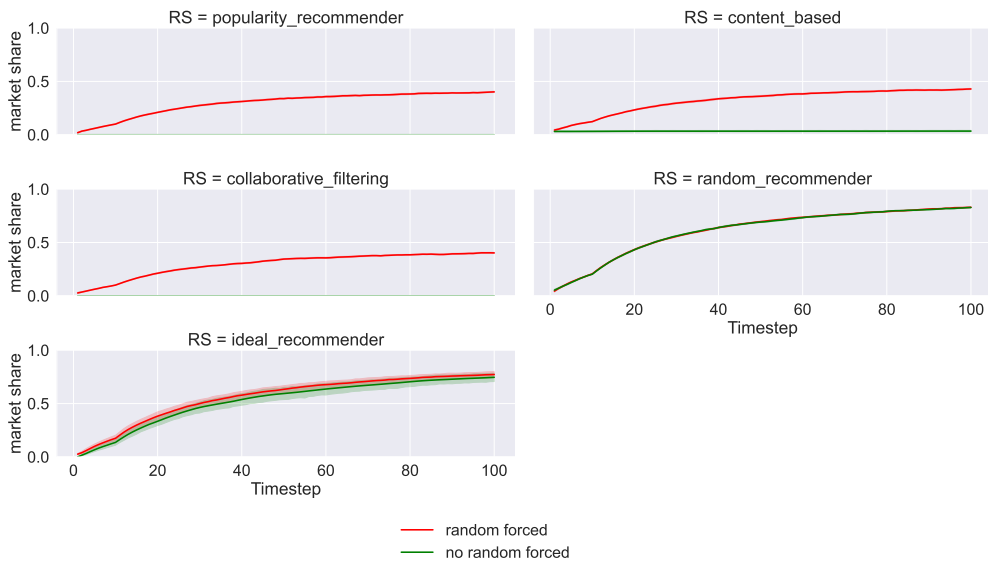 RS = popularity_recommender
RS = content_based
1.0
0.5
0.0
market share
RS = collaborative_filtering
RS = random_recommender
1.0
0.5
0.0
market share
0 20 40 60 80 100
Timestep
RS = ideal_recommender
1.0
0.5
0.0
market share
0 20 40 60 80 100
Timestep
random forced
no random forced